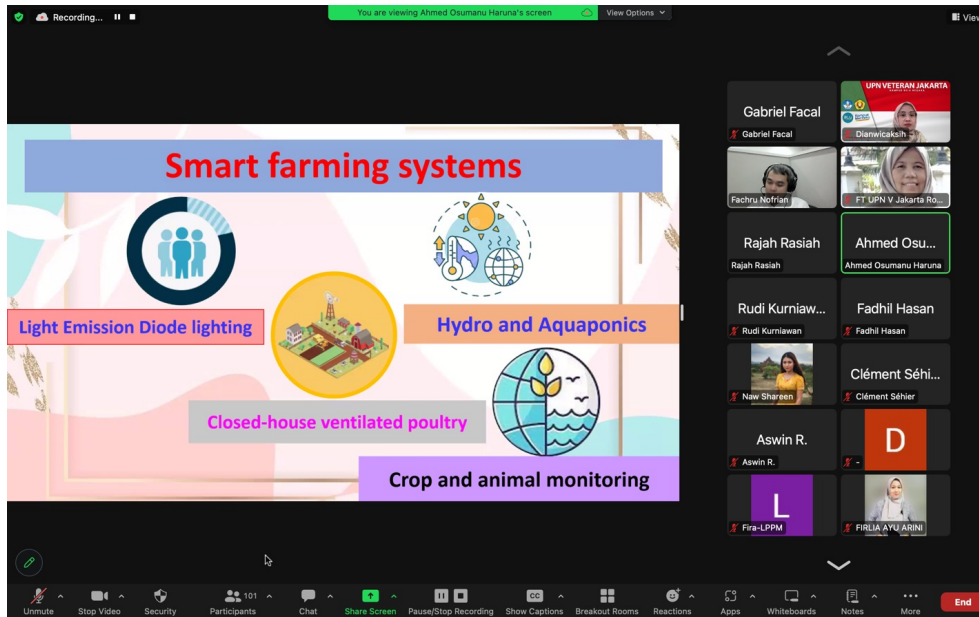 Recording...
You are viewing Ahmed Osumanu Haruna's screen
View Options
View
Smart farming systems
Light Emission Diode lighting
Hydro and Aquaponics
Closed-house ventilated poultry
Crop and animal monitoring
Gabriel Facal
Gabriel Facal
UPN VETERAN JAKARTA
Dianwicaksih
Fachru Nofrian
FT UPN V Jakarta Ro...
Rajah Rasiah
Rajah Rasiah
Ahmed Osu...
Ahmed Osumanu Haruna
Rudi Kurniaw...
Rudi Kurniawan
Fadhil Hasan
Fadhil Hasan
Naw Shareen
Clément Séhi...
Clément Séhier
Aswin R.
Aswin R.
D
-
L
Fira-LPPM
FIRLIA AYU ARINI
Unmute
Stop Video
Security
101
Participants
Chat
Share Screen
Pause/Stop Recording
CC
Show Captions
Breakout Rooms
Reactions
Apps
Whiteboards
Notes
More
End